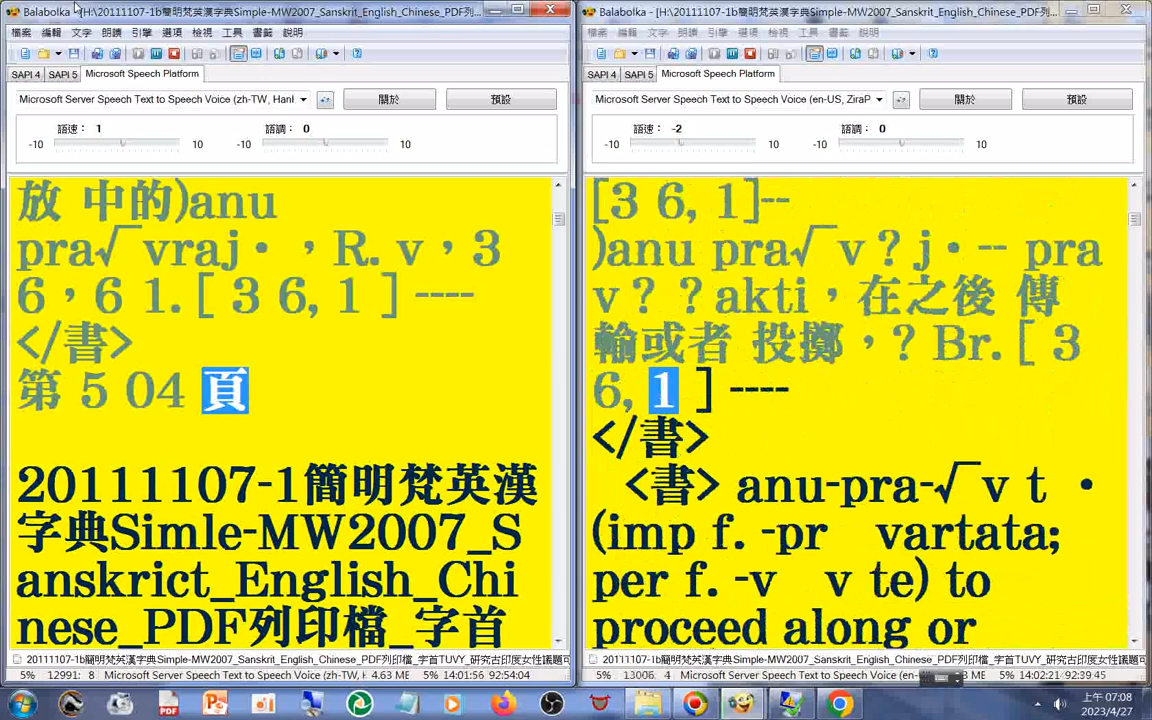 Balabolka - [H:\20111107-1b簡明梵英漢字典Simple-MW2007_Sanskrit_English_Chinese_PDF列...
檔案 編輯 文字 朗讀 引擎 選項 檢視 工具 書籤 說明
SAPI 4 SAPI 5 Microsoft Speech Platform
Microsoft Server Speech Text to Speech Voice (zh-TW, Hanl 關於 預設
語速： 1 語調： 0
-10 10 -10 10
放 中的)anu
pra√ vraj•，R. v，3
6，6 1.[ 3 6, 1 ] ----
</書>
第 5 04 頁
20111107-1簡明梵英漢
字典Simle-MW2007_S
anskrict_English_Chi
nese_PDF列印檔_字首
20111107-1b簡明梵英漢字典Simple-MW2007_Sanskrit_English_Chinese_PDF列印檔_字首TUVY_研究古印度女性議題可
5% 12991: 8 Microsoft Server Speech Text to Speech Voice (zh-TW, H 4.63 ME 5% 14:01:56 92:54:04
Balabolka - [H:\20111107-1b簡明梵英漢字典Simple-MW2007_Sanskrit_English_Chinese_PDF列印...
檔案 編輯 文字 朗讀 引擎 選項 檢視 工具 書籤 說明
SAPI 4 SAPI 5 Microsoft Speech Platform
Microsoft Server Speech Text to Speech Voice (en-US, ZiraP 關於 預設
語速： -2 語調： 0
-10 10 -10 10
[3 6, 1]--
)anu pra√ v ? j•-- pra
v ? ? akti，在之後 傳
輸或者 投擲，? Br. [ 3
6, 1 ] ----
</書>
<書> anu-pra-√ v t •
(imp f. -pr vartata;
per f. -v v te) to
proceed along or
20111107-1b簡明梵英漢字典Simple-MW2007_Sanskrit_English_Chinese_PDF列印檔_字首TUVY_研究古印度女性議題可
5% 13006: 4 Microsoft Server Speech Text to Speech Voice 4.63 ME 5% 14:02:21 92:39:45
上午 07:08
2023/4/27